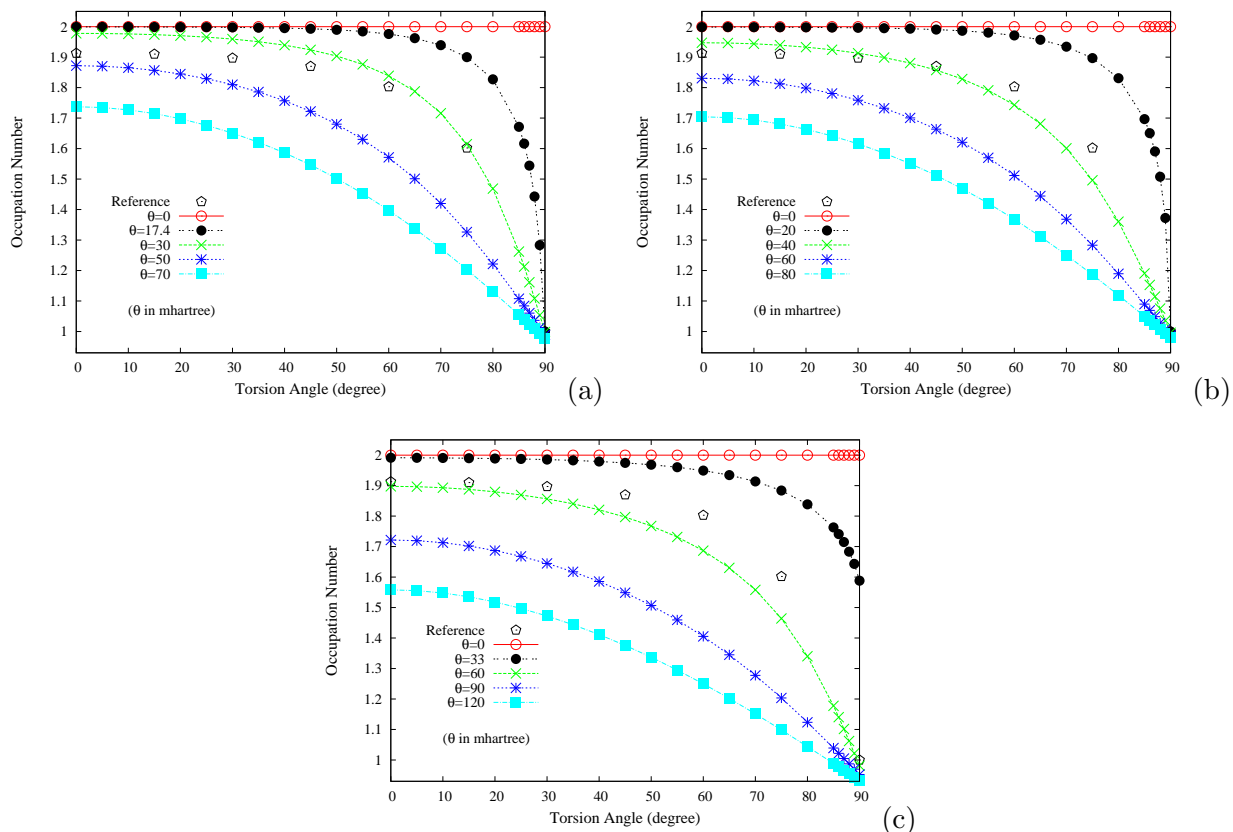 2
1.9
1.8
1.7
1.6
1.5
1.4
1.3
1.2
1.1
1
Occupation Number
Reference
θ=0
θ=17.4
θ=30
θ=50
θ=70
(θ in mhartree)
0 10 20 30 40 50 60 70 80 90
Torsion Angle (degree)
(a)
2
1.9
1.8
1.7
1.6
1.5
1.4
1.3
1.2
1.1
1
Occupation Number
Reference
θ=0
θ=20
θ=40
θ=60
θ=80
(θ in mhartree)
0 10 20 30 40 50 60 70 80 90
Torsion Angle (degree)
(b)
2
1.9
1.8
1.7
1.6
1.5
1.4
1.3
1.2
1.1
1
Occupation Number
Reference
θ=0
θ=33
θ=60
θ=90
θ=120
(θ in mhartree)
0 10 20 30 40 50 60 70 80 90
Torsion Angle (degree)
(c)